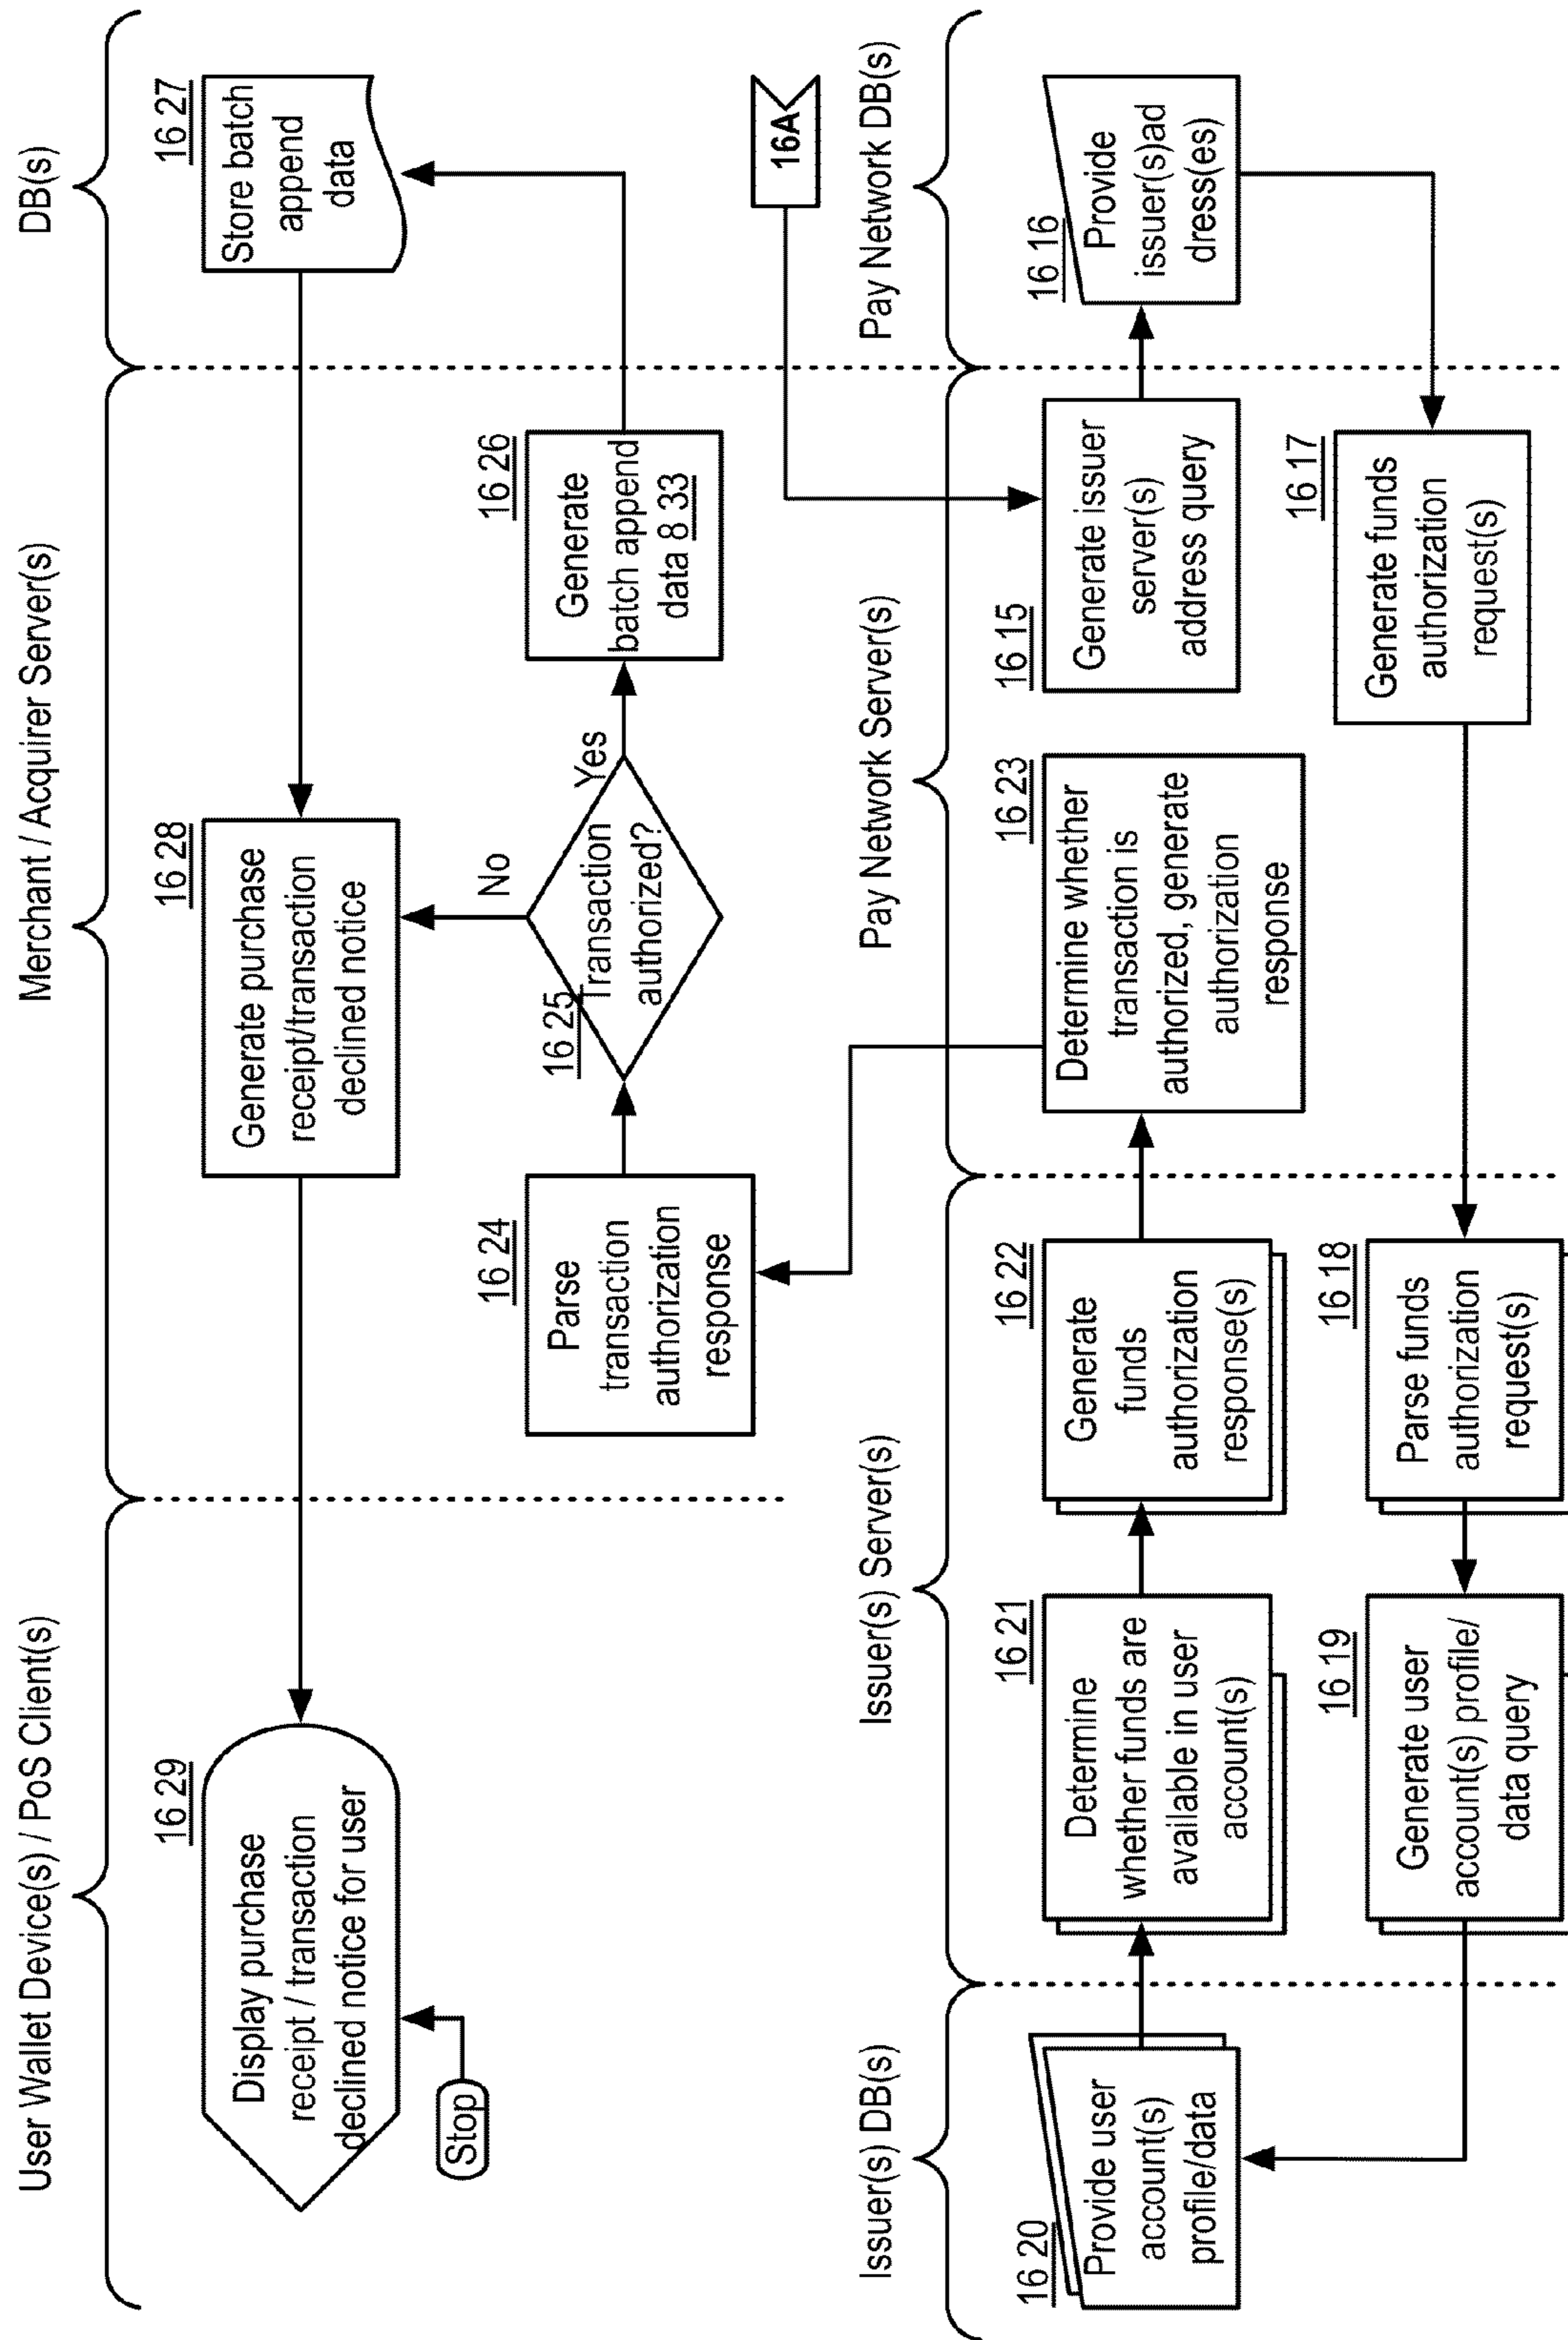 User Wallet Device(s) / PoS Client(s)
Merchant / Acquirer Server(s)
DB(s)
16 29
Display purchase
receipt / transaction
declined notice for user
Stop
16 28
Generate purchase
receipt/transaction
declined notice
16 27
Store batch
append
data
16 24
Parse
transaction
authorization
response
16 25
Transaction
authorized?
No
Yes
16 26
Generate
batch append
data 8 33
16A
Issuer(s) DB(s)
Issuer(s) Server(s)
Pay Network Server(s)
Pay Network DB(s)
16 20
Provide user
account(s)
profile/data
16 21
Determine
whether funds are
available in user
account(s)
16 22
Generate
funds
authorization
response(s)
16 23
Determine whether
transaction is
authorized, generate
authorization
response
16 15
Generate issuer
server(s)
address query
16 16
Provide
issuer(s)ad
dress(es)
16 19
Generate user
account(s) profile/
data query
16 18
Parse funds
authorization
request(s)
16 17
Generate funds
authorization
request(s)